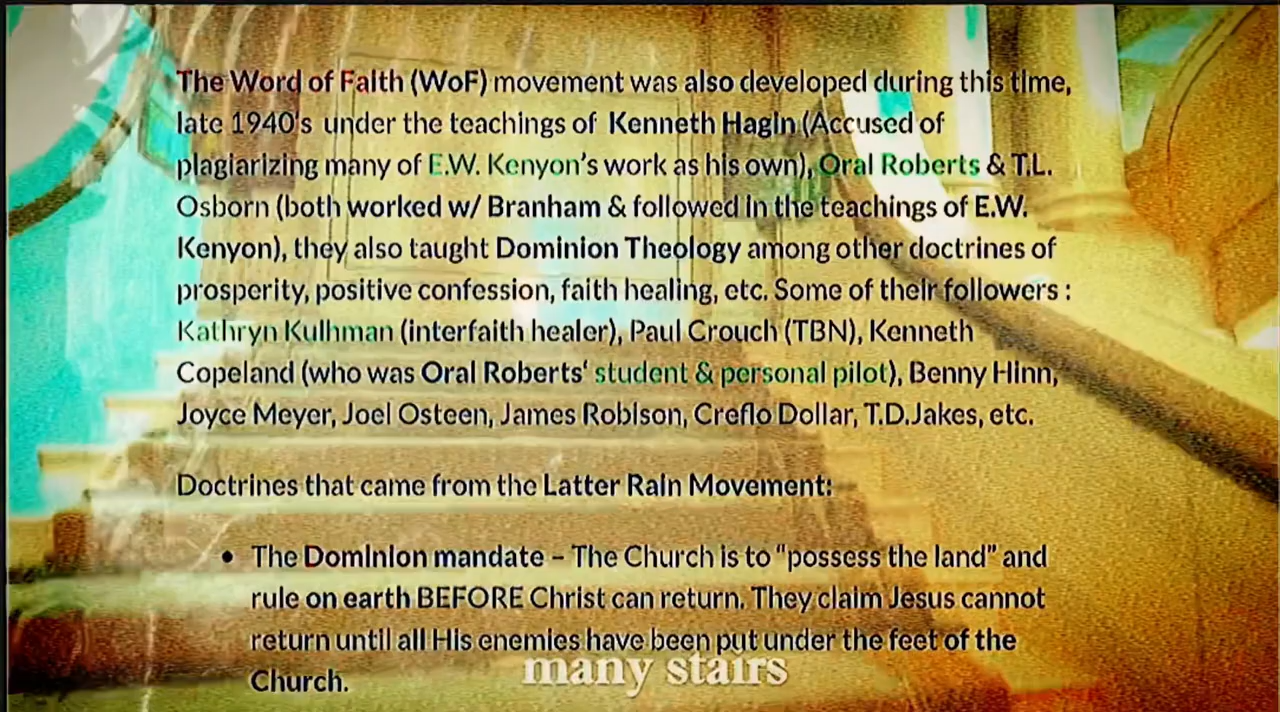 The Word of Faith (WoF) movement was also developed during this time,
late 1940's under the teachings of Kenneth Hagin (Accused of
plagiarizing many of E.W. Kenyon's work as his own), Oral Roberts & T.L.
Osborn (both worked w/ Branham & followed in the teachings of E.W.
Kenyon), they also taught Dominion Theology among other doctrines of
prosperity, positive confession, faith healing, etc. Some of their followers :
Kathryn Kulhman (interfaith healer), Paul Crouch (TBN), Kenneth
Copeland (who was Oral Roberts' student & personal pilot), Benny Hinn,
Joyce Meyer, Joel Osteen, James Robison, Creflo Dollar, T.D.Jakes, etc.
Doctrines that came from the Latter Rain Movement:
• The Dominion mandate – The Church is to "possess the land" and
rule on earth BEFORE Christ can return. They claim Jesus cannot
return until all His enemies have been put under the feet of the
Church.
many stairs